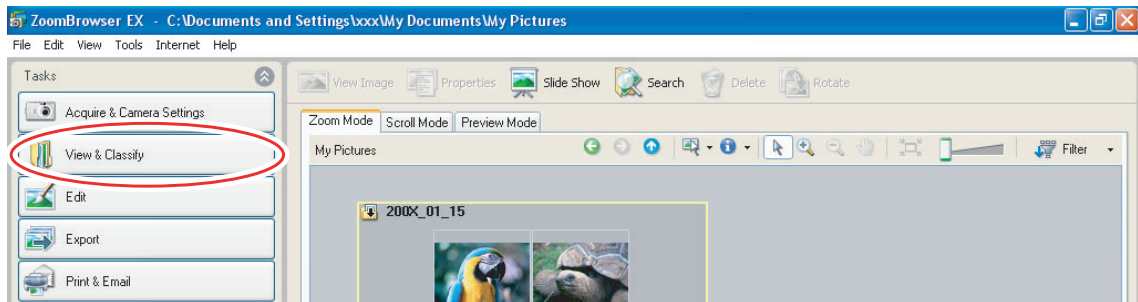 ZoomBrowser EX - C:\Documents and Settings\xxx\My Documents\My Pictures
File Edit View Tools Internet Help
Tasks
Acquire & Camera Settings
View & Classify
Edit
Export
Print & Email
View Image Properties Slide Show Search Delete Rotate
Zoom Mode Scroll Mode Preview Mode
My Pictures Filter
200X_01_15